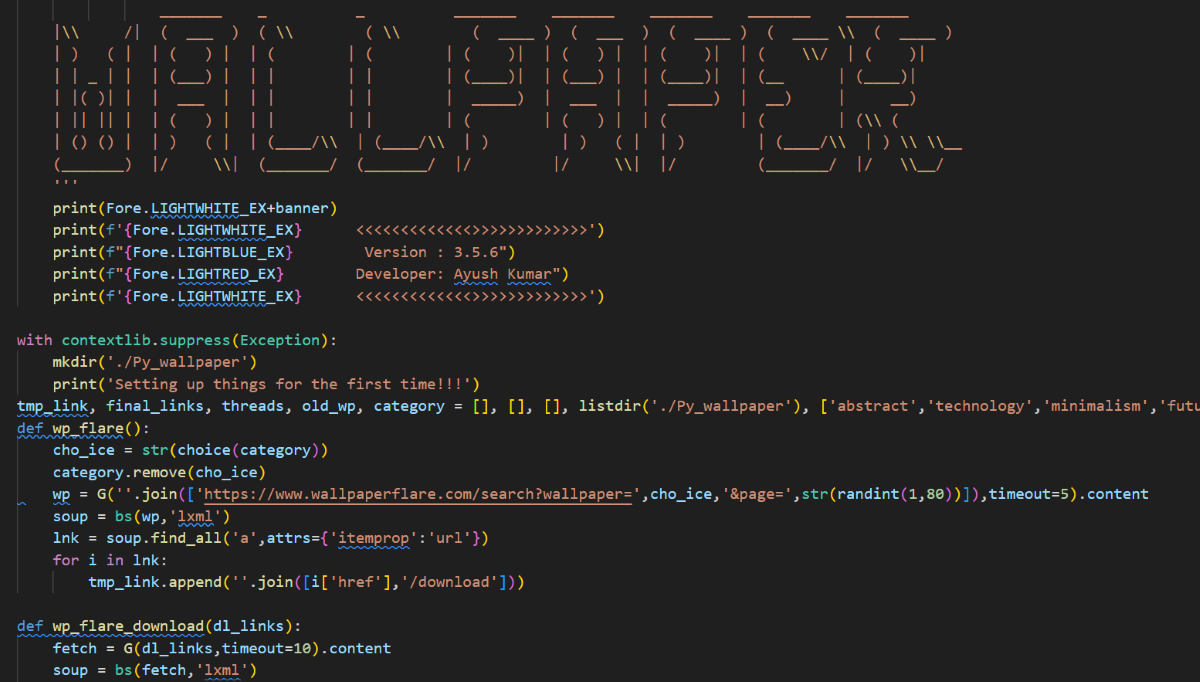 _______   _          _          _______    _______    _______    _______    _______
|\\     /|  (  ___  ) ( \\        ( \\        (  ____ )  (  ___  )  (  ____ )  (  ____ \\  (  ____ )
| )   ( |  | (   ) |  | (        | (        | (    )|  | (   ) |  | (    )|  | (    \\/  | (    )|
| | _ | |  | (___) |  | |        | |        | (____)|  | (___) |  | (____)|  | (__      | (____)|
| |( )| |  |  ___  |  | |        | |        |  _____)  |  ___  |  |  _____)  |  __)     |     __)
| || || |  | (   ) |  | |        | |        | (        | (   ) |  | (        | (        | (\\ (
| () () |  | )   ( |  | (____/\\  | (____/\\  | )        | )   ( |  | )        | (____/\\  | ) \\ \\__
(_______)  |/     \\|  (_______/  (_______/  |/         |/     \\|  |/         (_______/  |/   \\__/
'''
print(Fore.LIGHTWHITE_EX+banner)
print(f'{Fore.LIGHTWHITE_EX}      <<<<<<<<<<<<<>>>>>>>>>>>>>')
print(f"{Fore.LIGHTBLUE_EX}        Version : 3.5.6")
print(f"{Fore.LIGHTRED_EX}        Developer: Ayush Kumar")
print(f'{Fore.LIGHTWHITE_EX}      <<<<<<<<<<<<<>>>>>>>>>>>>>')
with contextlib.suppress(Exception):
mkdir('./Py_wallpaper')
print('Setting up things for the first time!!!')
tmp_link, final_links, threads, old_wp, category = [], [], [], listdir('./Py_wallpaper'), ['abstract','technology','minimalism','futu
def wp_flare():
cho_ice = str(choice(category))
category.remove(cho_ice)
wp = G(''.join(['https://www.wallpaperflare.com/search?wallpaper=',cho_ice,'&page=',str(randint(1,80))]),timeout=5).content
soup = bs(wp,'lxml')
lnk = soup.find_all('a',attrs={'itemprop':'url'})
for i in lnk:
tmp_link.append(''.join([i['href'],'/download']))
def wp_flare_download(dl_links):
fetch = G(dl_links,timeout=10).content
soup = bs(fetch,'lxml')